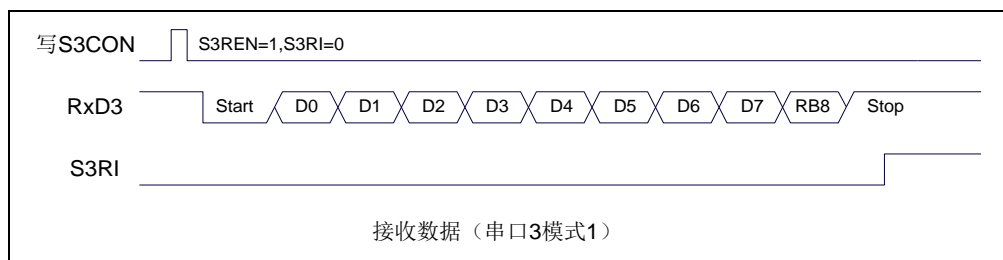 写S3CON S3REN=1,S3RI=0
RxD3 Start D0 D1 D2 D3 D4 D5 D6 D7 RB8 Stop
S3RI
接收数据（串口3模式1）